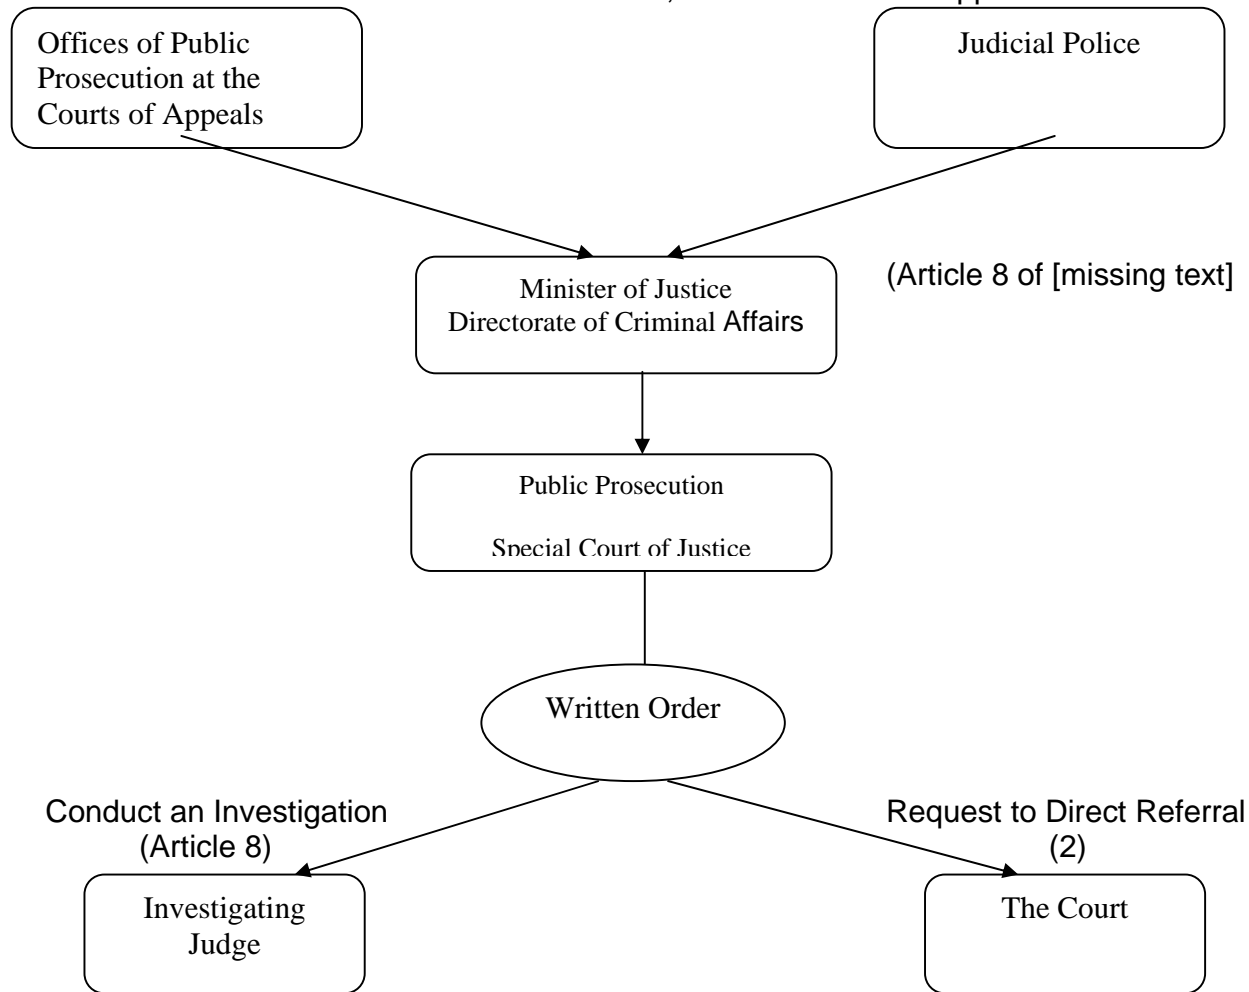 Offices of Public
Prosecution at the
Courts of Appeals
Judicial Police
Minister of Justice
Directorate of Criminal Affairs
(Article 8 of [missing text]
Public Prosecution
Special Court of Justice
Written Order
Conduct an Investigation
(Article 8)
Request to Direct Referral
(2)
Investigating
Judge
The Court